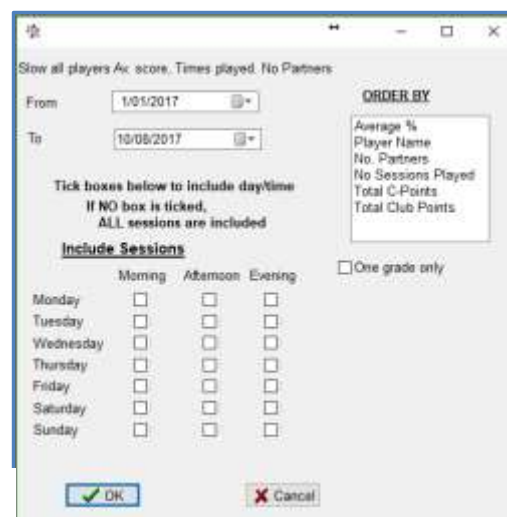 Slow all players Av. score. Times played. No Partners
From 1/01/2017
To 10/08/2017
ORDER BY
Average %
Player Name
No. Partners
No Sessions Played
Total C-Points
Total Club Points
Tick boxes below to include day/time
If NO box is ticked,
ALL sessions are included
Include Sessions
One grade only
Morning Afternoon Evening
Monday
Tuesday
Wednesday
Thursday
Friday
Saturday
Sunday
OK Cancel